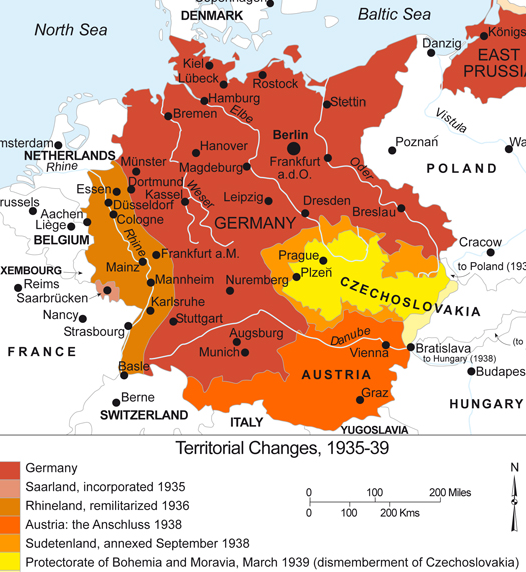 North Sea
Baltic Sea
DENMARK
Kiel
Lübeck
Rostock
Hamburg
Bremen
Elbe
Stettin
Danzig
Königs
EAST
PRUSSIA
Vistula
Poznań
Wa
POLAND
msterdam
NETHERLANDS
Rhine
Hanover
Berlin
Münster
Magdeburg
Frankfurt
a.d.O.
Oder
Essen
Dortmund
Kassel
Weser
Leipzig
Dresden
Breslau
russels
Düsseldorf
Aachen
Cologne
Liège
BELGIUM
GERMANY
Rhine
Frankfurt a.M.
Prague
Plzeň
Cracow
to Poland (193
XEMBOURG
Mainz
Reims
Saarbrücken
Mannheim
Nuremberg
CZECHOSLOVAKIA
Karlsruhe
Nancy
Strasbourg
Stuttgart
Augsburg
Munich
Danube
Vienna
Bratislava
to Hungary (1938)
(to
FRANCE
Basle
AUSTRIA
Budapes
Berne
Graz
HUNGARY
SWITZERLAND
ITALY
YUGOSLAVIA
Territorial Changes, 1935-39
Germany
Saarland, incorporated 1935
Rhineland, remilitarized 1936
Austria: the Anschluss 1938
Sudetenland, annexed September 1938
Protectorate of Bohemia and Moravia, March 1939 (dismemberment of Czechoslovakia)
0 100 200 Miles
0 100 200 Kms
N